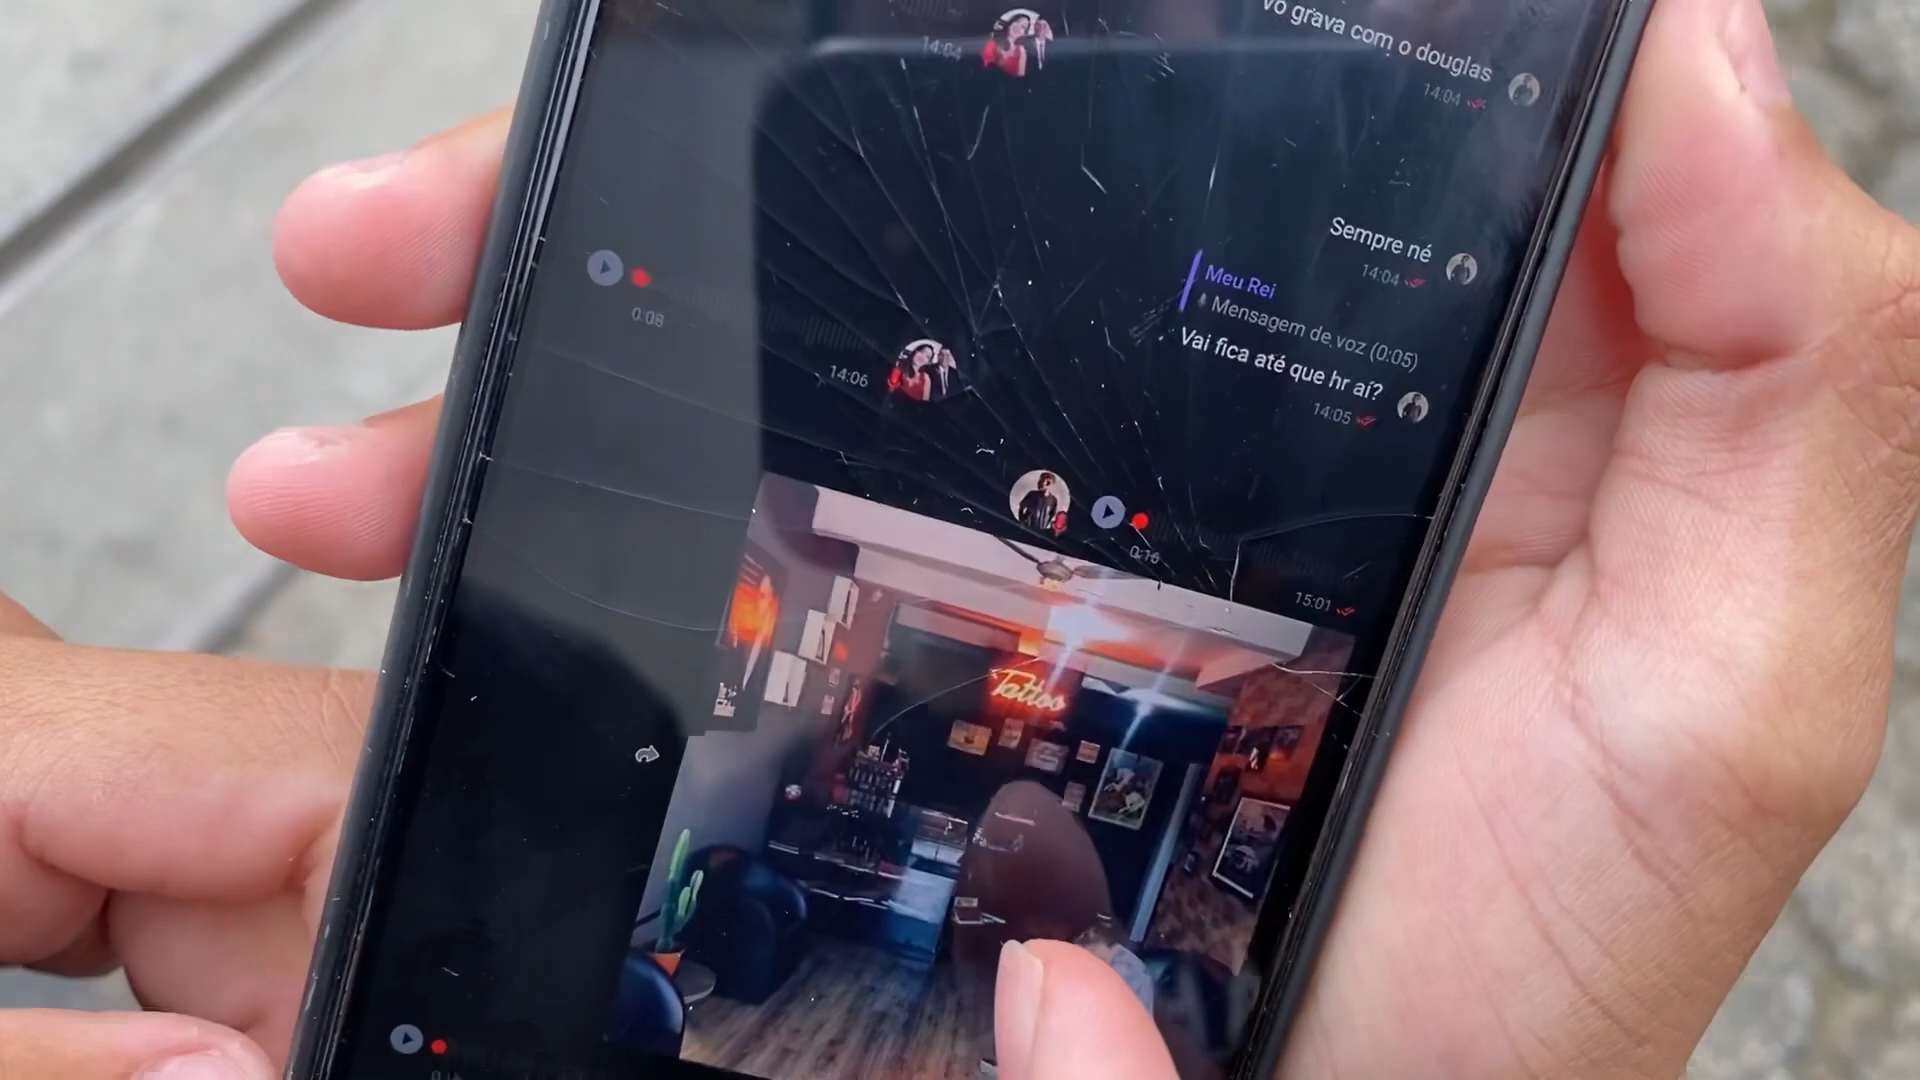 14:04
vo grava com o douglas
14:04
Sempre né
14:04
Meu Rei
Mensagem de voz (0:05)
Vai fica até que hr aí?
14:05
0:08
14:06
0:16
15:01
Tattoo